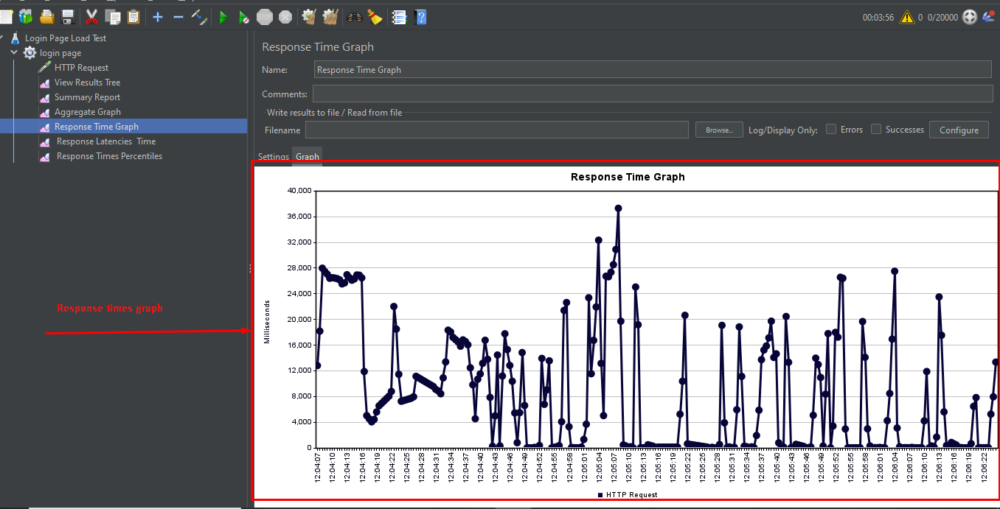 00:03:56 0 0/20000
STOP
Login Page Load Test
login page
HTTP Request
View Results Tree
Summary Report
Aggregate Graph
Response Time Graph
Response Latencies Time
Response Times Percentiles
Response times graph
Response Time Graph
Name: Response Time Graph
Comments:
Write results to file / Read from file
Filename Browse... Log/Display Only: Errors Successes Configure
Settings Graph
Response Time Graph
Milliseconds
40,000
36,000
32,000
28,000
24,000
20,000
16,000
12,000
8,000
4,000
0
12:04:07 12:04:10 12:04:13 12:04:16 12:04:19 12:04:22 12:04:25 12:04:28 12:04:31 12:04:34 12:04:37 12:04:40 12:04:43 12:04:46 12:04:49 12:04:52 12:04:55 12:04:58 12:05:01 12:05:04 12:05:07 12:05:10 12:05:13 12:05:16 12:05:19 12:05:22 12:05:25 12:05:28 12:05:31 12:05:34 12:05:37 12:05:40 12:05:43 12:05:46 12:05:49 12:05:52 12:05:55 12:05:58 12:06:01 12:06:04 12:06:07 12:06:10 12:06:13 12:06:16 12:06:19 12:06:22
HTTP Request